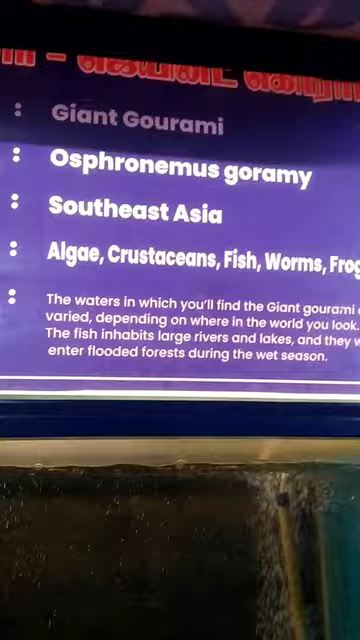 : Giant Gourami
: Osphronemus goramy
: Southeast Asia
: Algae, Crustaceans, Fish, Worms,
: The waters in which you'll find the Giant gourami
varied, depending on where in the world you look.
The fish inhabits large rivers and lakes, and they
enter flooded forests during the wet season.